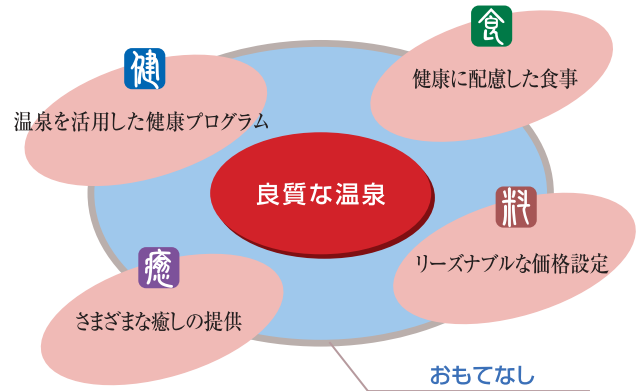 健
温泉を活用した健康プログラム
食
健康に配慮した食事
良質な温泉
癒
さまざまな癒しの提供
料
リーズナブルな価格設定
おもてなし